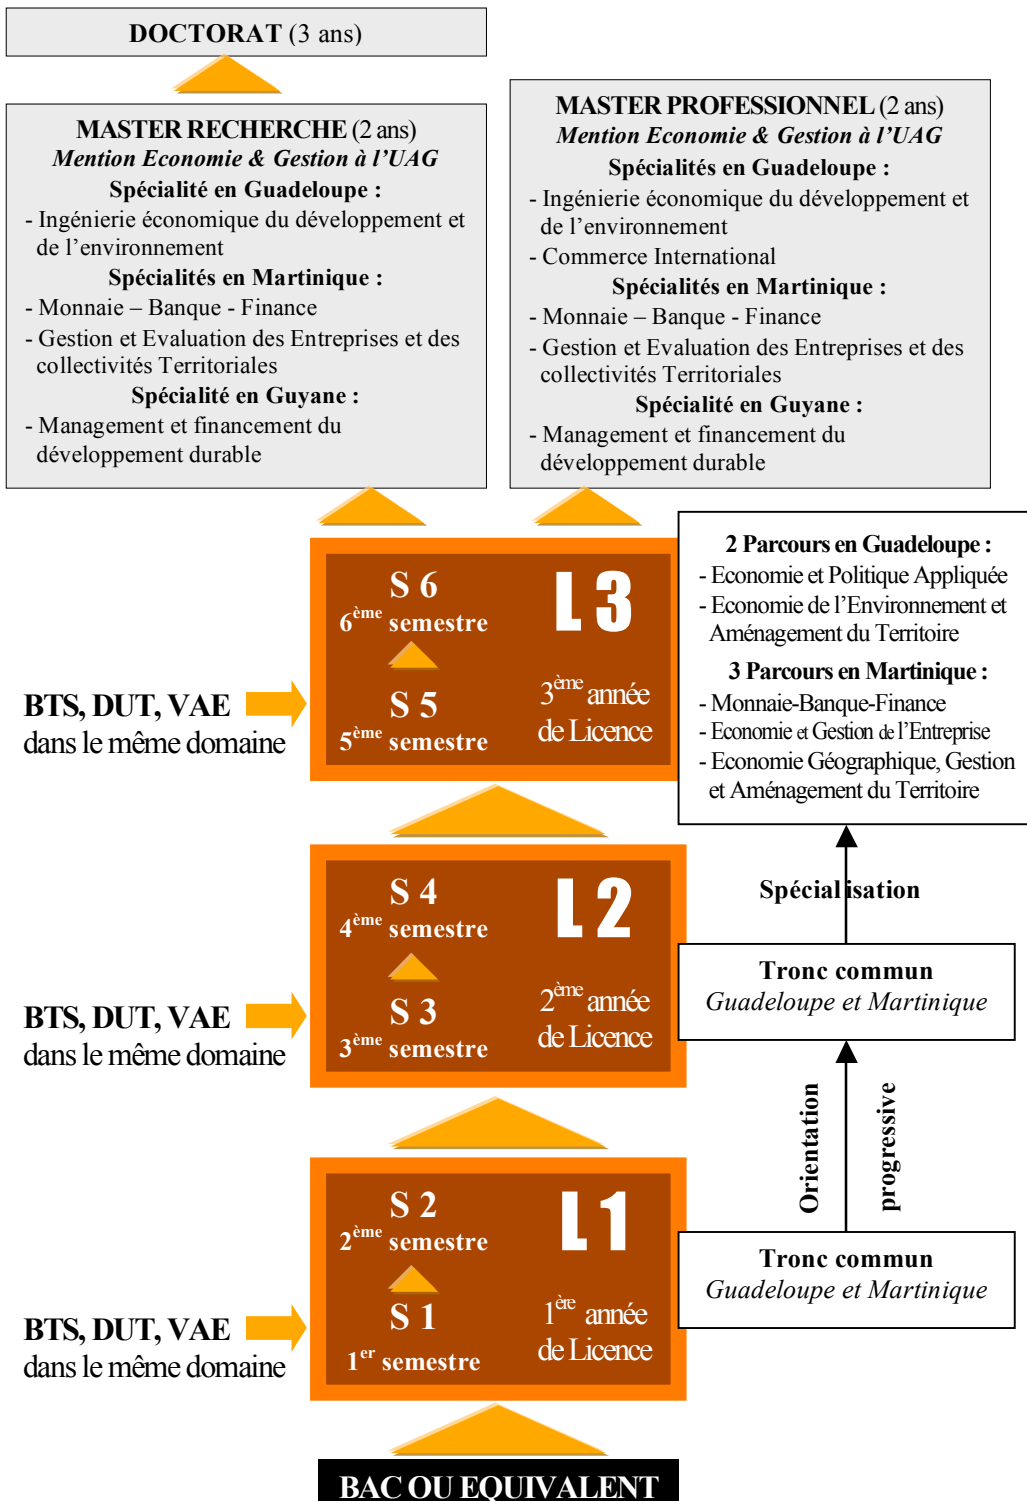 DOCTORAT (3 ans)
MASTER RECHERCHE (2 ans)
Mention Economie & Gestion à l'UAG
Spécialité en Guadeloupe :
- Ingénierie économique du développement et
de l'environnement
Spécialités en Martinique :
- Monnaie – Banque - Finance
- Gestion et Evaluation des Entreprises et des
collectivités Territoriales
Spécialité en Guyane :
- Management et financement du
développement durable
MASTER PROFESSIONNEL (2 ans)
Mention Economie & Gestion à l'UAG
Spécialités en Guadeloupe :
- Ingénierie économique du développement et
de l'environnement
- Commerce International
Spécialités en Martinique :
- Monnaie – Banque - Finance
- Gestion et Evaluation des Entreprises et des
collectivités Territoriales
Spécialité en Guyane :
- Management et financement du
développement durable
S 6
6ème semestre
L 3
S 5
5ème semestre
3ème année
de Licence
BTS, DUT, VAE
dans le même domaine
2 Parcours en Guadeloupe :
- Economie et Politique Appliquée
- Economie de l'Environnement et
Aménagement du Territoire
3 Parcours en Martinique :
- Monnaie-Banque-Finance
- Economie et Gestion de l'Entreprise
- Economie Géographique, Gestion
et Aménagement du Territoire
Spécialisation
S 4
4ème semestre
L 2
S 3
3ème semestre
2ème année
de Licence
BTS, DUT, VAE
dans le même domaine
Tronc commun
Guadeloupe et Martinique
Orientation
progressive
S 2
2ème semestre
L 1
S 1
1er semestre
1ère année
de Licence
BTS, DUT, VAE
dans le même domaine
Tronc commun
Guadeloupe et Martinique
BAC OU EQUIVALENT